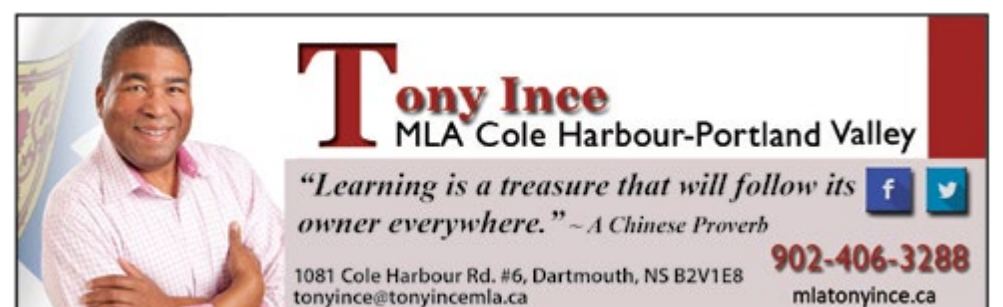 Tony Ince
MLA Cole Harbour-Portland Valley
“Learning is a treasure that will follow its
owner everywhere.” ~ A Chinese Proverb
f
902-406-3288
1081 Cole Harbour Rd. #6, Dartmouth, NS B2V1E8
tonyince@tonyincemla.ca
mlatonyince.ca